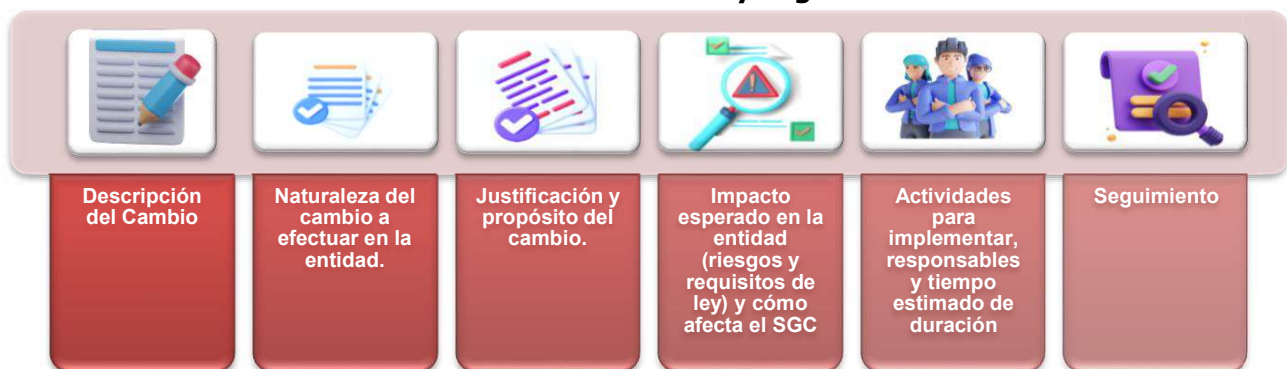 Descripción
del Cambio
Naturaleza del
cambio a
efectuar en la
entidad.
Justificación y
propósito del
cambio.
Impacto
esperado en la
entidad
(riesgos y
requisitos de
ley) y cómo
afecta el SGC
Actividades
para
implementar,
responsables
y tiempo
estimado de
duración
Seguimiento